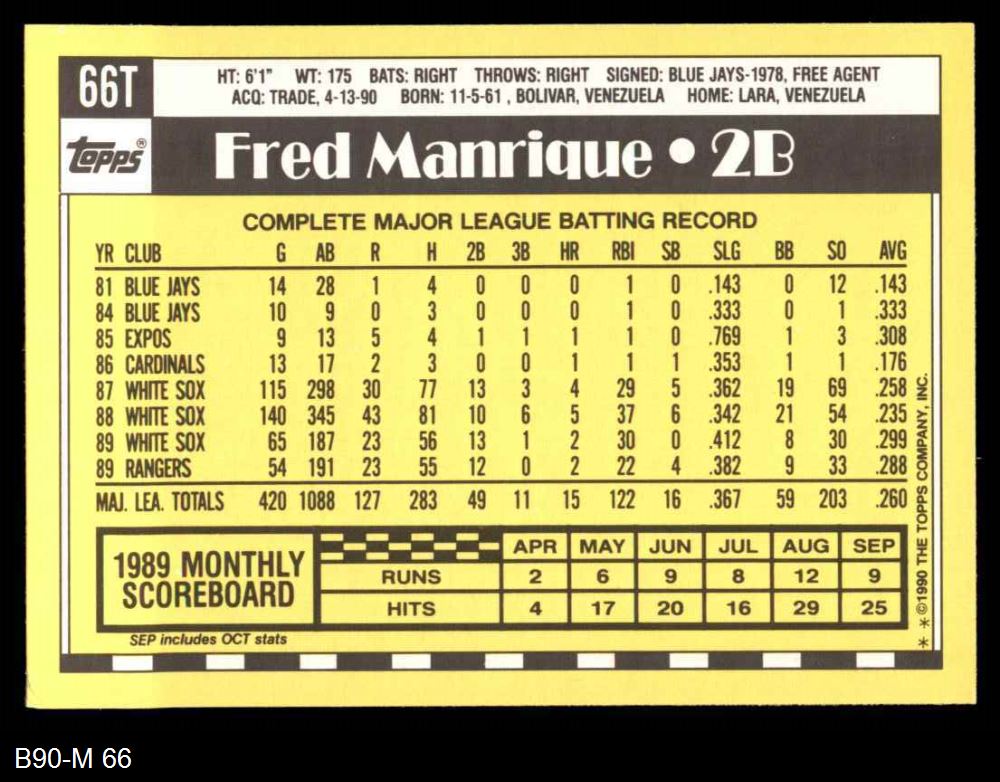 66T
HT: 6'1" WT: 175 BATS: RIGHT THROWS: RIGHT SIGNED: BLUE JAYS-1978, FREE AGENT
ACQ: TRADE, 4-13-90 BORN: 11-5-61 , BOLIVAR, VENEZUELA HOME: LARA, VENEZUELA
topps®
Fred Manrique • 2B
COMPLETE MAJOR LEAGUE BATTING RECORD
YR CLUB G AB R H 2B 3B HR RBI SB SLG BB SO AVG
81 BLUE JAYS 14 28 1 4 0 0 0 1 0 .143 0 12 .143
84 BLUE JAYS 10 9 0 3 0 0 0 1 0 .333 0 1 .333
85 EXPOS 9 13 5 4 1 1 1 1 0 .769 1 3 .308
86 CARDINALS 13 17 2 3 0 0 1 1 1 .353 1 1 .176
87 WHITE SOX 115 298 30 77 13 3 4 29 5 .362 19 69 .258
88 WHITE SOX 140 345 43 81 10 6 5 37 6 .342 21 54 .235
89 WHITE SOX 65 187 23 56 13 1 2 30 0 .412 8 30 .299
89 RANGERS 54 191 23 55 12 0 2 22 4 .382 9 33 .288
MAJ. LEA. TOTALS 420 1088 127 283 49 11 15 122 16 .367 59 203 .260
1989 MONTHLY
SCOREBOARD
APR MAY JUN JUL AUG SEP
RUNS 2 6 9 8 12 9
HITS 4 17 20 16 29 25
SEP includes OCT stats
* * ©1990 THE TOPPS COMPANY, INC.
B90-M 66